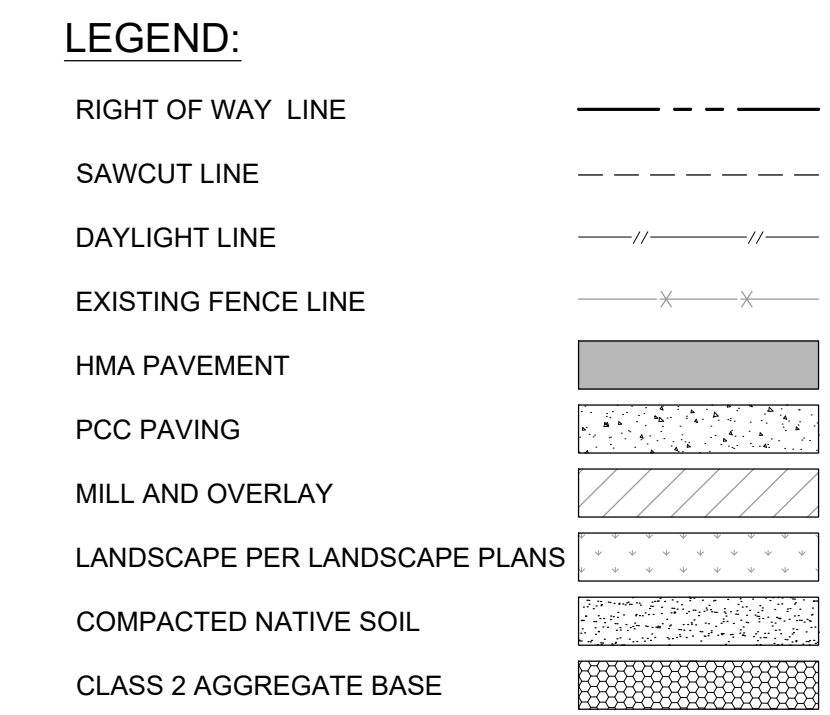 LEGEND:
RIGHT OF WAY LINE
SAWCUT LINE
DAYLIGHT LINE
EXISTING FENCE LINE
HMA PAVEMENT
PCC PAVING
MILL AND OVERLAY
LANDSCAPE PER LANDSCAPE PLANS
COMPACTED NATIVE SOIL
CLASS 2 AGGREGATE BASE